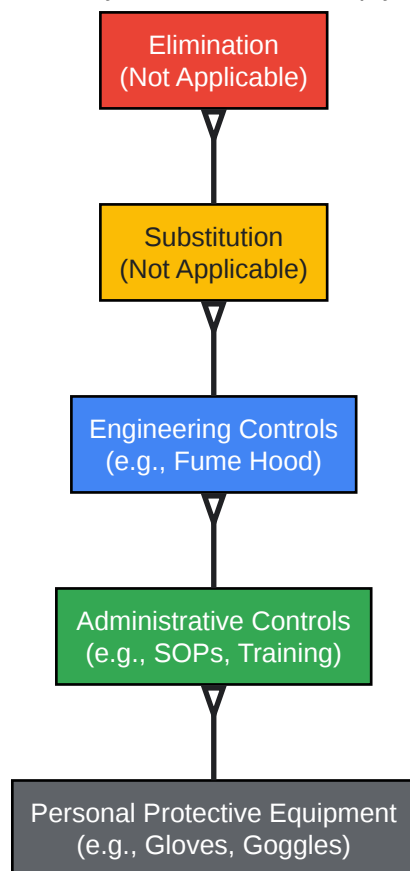 Elimination
(Not Applicable)
Substitution
(Not Applicable)
Engineering Controls
(e.g., Fume Hood)
Administrative Controls
(e.g., SOPs, Training)
Personal Protective Equipment
(e.g., Gloves, Goggles)